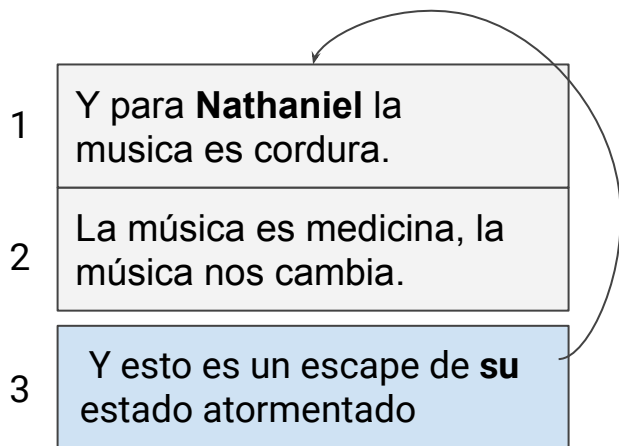 1
Y para Nathaniel la
musica es cordura.
2
La música es medicina, la
música nos cambia.
3
Y esto es un escape de su
estado atormentado